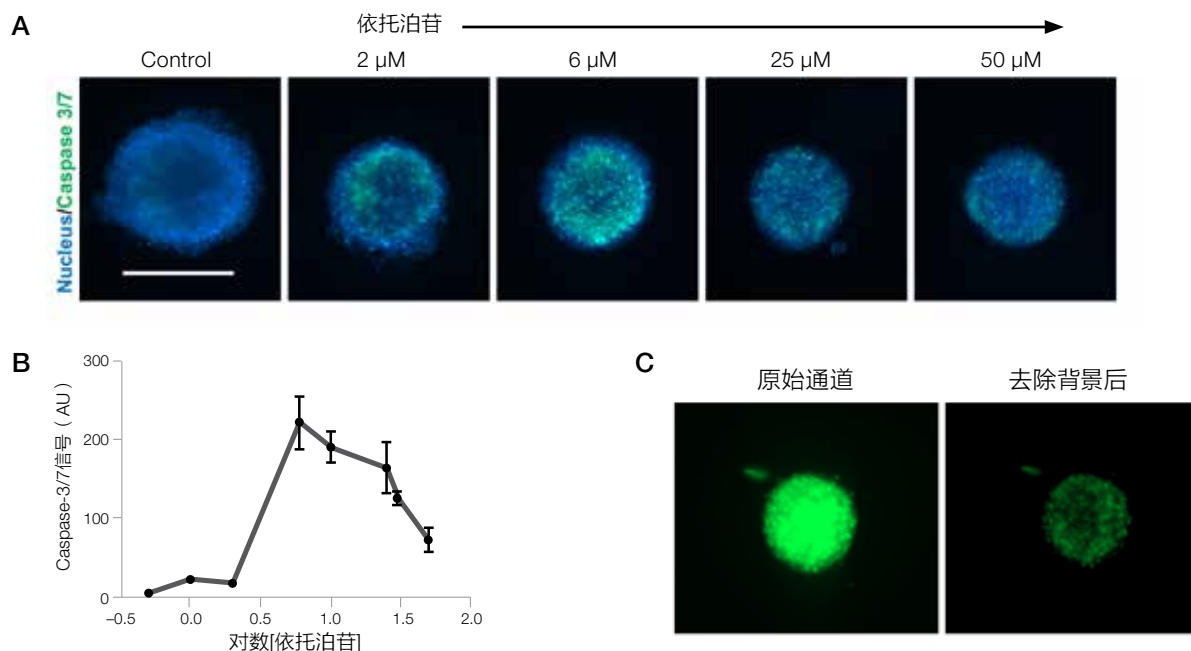 A
依托泊苷
Control
2 μM
6 μM
25 μM
50 μM
Nucleus/Caspase 3/7
B
Caspase-3/7信号（AU）
300
200
100
0
–0.5
0.0
0.5
1.0
1.5
2.0
对数[依托泊苷]
C
原始通道
去除背景后